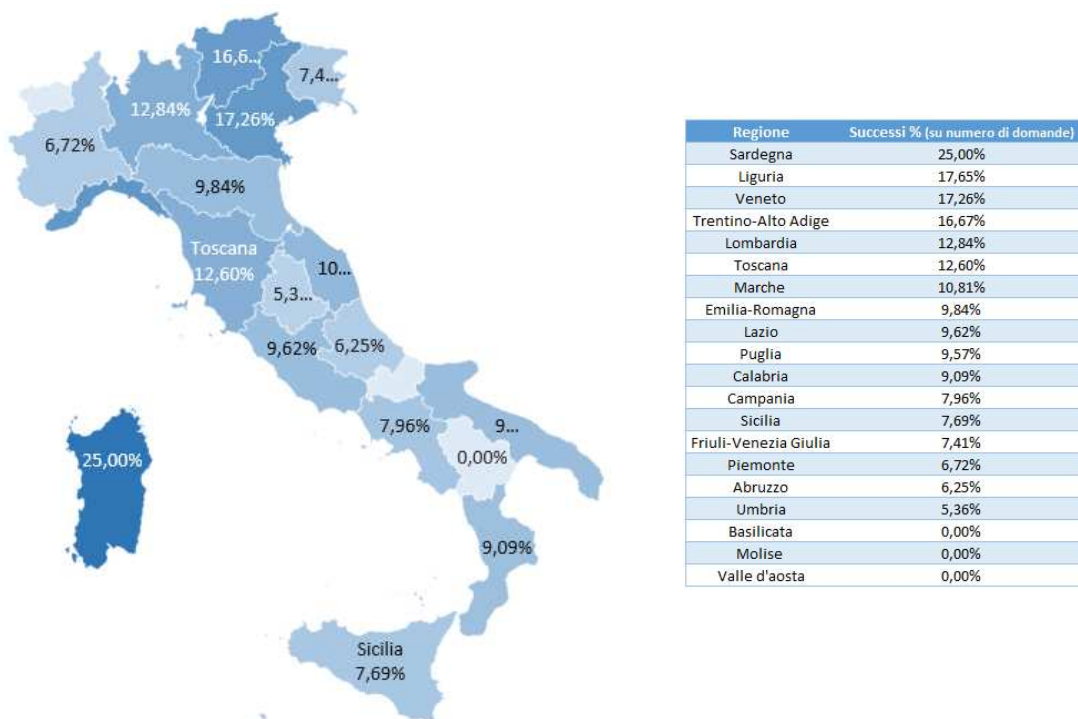 16,6...
7,4...
12,84%
17,26%
6,72%
9,84%
Toscana
12,60%
10...
5,3...
9,62%
6,25%
7,96%
9...
0,00%
25,00%
9,09%
Sicilia
7,69%
Regione Successi % (su numero di domande)
Sardegna 25,00%
Liguria 17,65%
Veneto 17,26%
Trentino-Alto Adige 16,67%
Lombardia 12,84%
Toscana 12,60%
Marche 10,81%
Emilia-Romagna 9,84%
Lazio 9,62%
Puglia 9,57%
Calabria 9,09%
Campania 7,96%
Sicilia 7,69%
Friuli-Venezia Giulia 7,41%
Piemonte 6,72%
Abruzzo 6,25%
Umbria 5,36%
Basilicata 0,00%
Molise 0,00%
Valle d'aosta 0,00%